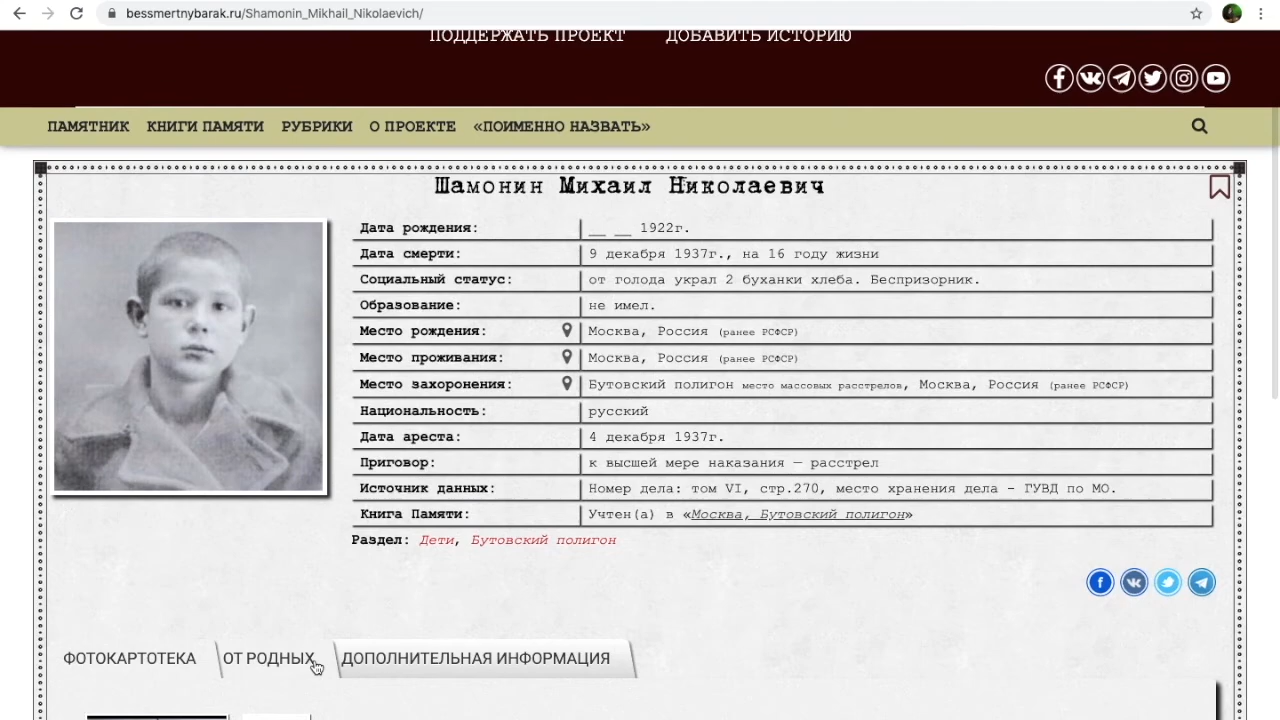 bessmertnybarak.ru/Shamonin_Mikhail_Nikolaevich/
ПОДДЕРЖАТЬ ПРОЕКТ ДОБАВИТЬ ИСТОРИЮ
ПАМЯТНИК КНИГИ ПАМЯТИ РУБРИКИ О ПРОЕКТЕ «ПОИМЕННО НАЗВАТЬ»
Шамонин Михаил Николаевич
Дата рождения: __ __ 1922г.
Дата смерти: 9 декабря 1937г., на 16 году жизни
Социальный статус: от голода украл 2 буханки хлеба. Беспризорник.
Образование: не имел.
Место рождения: Москва, Россия (ранее РСФСР)
Место проживания: Москва, Россия (ранее РСФСР)
Место захоронения: Бутовский полигон место массовых расстрелов, Москва, Россия (ранее РСФСР)
Национальность: русский
Дата ареста: 4 декабря 1937г.
Приговор: к высшей мере наказания — расстрел
Источник данных: Номер дела: том VI, стр.270, место хранения дела - ГУВД по МО.
Книга Памяти: Учтен(а) в «Москва, Бутовский полигон»
Раздел: Дети, Бутовский полигон
ФОТОКАРТОТЕКА ОТ РОДНЫХ ДОПОЛНИТЕЛЬНАЯ ИНФОРМАЦИЯ